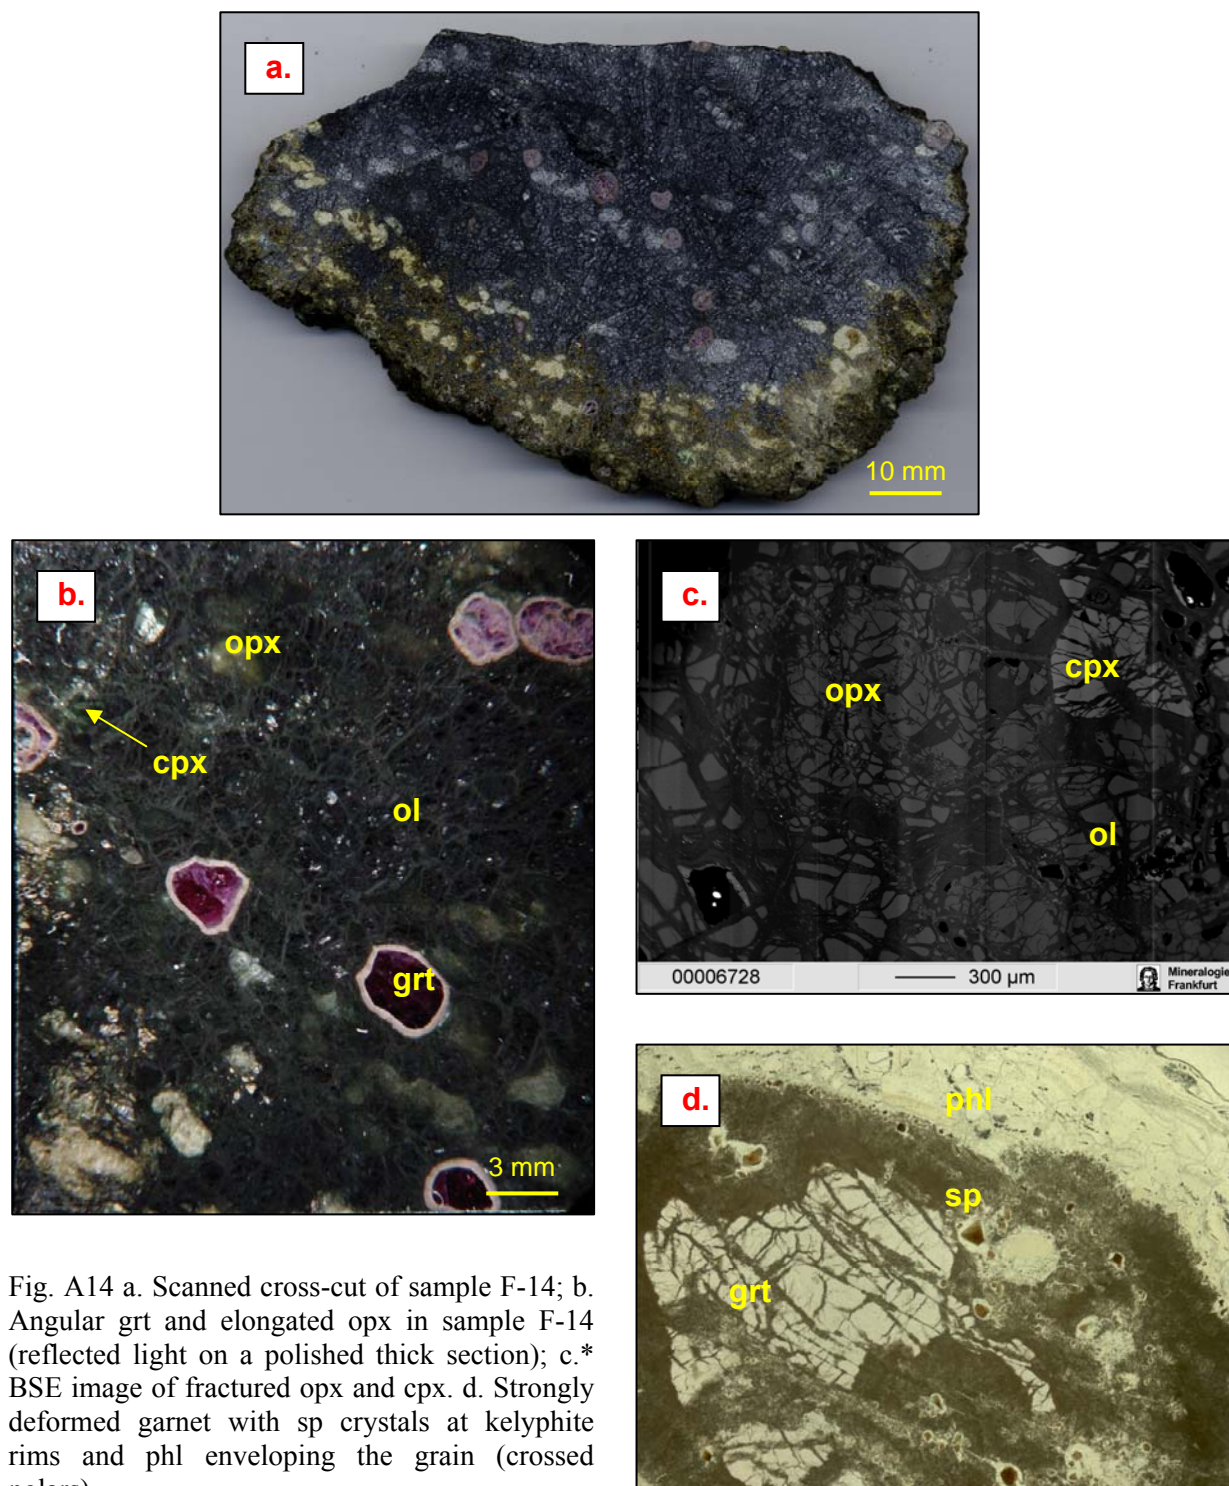 a.
10 mm
b.
opx
cpx
ol
grt
3 mm
c.
opx
cpx
ol
00006728
300 µm
Mineralogie
Frankfurt
d.
phl
sp
grt
Fig. A14 a. Scanned cross-cut of sample F-14; b.
Angular grt and elongated opx in sample F-14
(reflected light on a polished thick section); c.*
BSE image of fractured opx and cpx. d. Strongly
deformed garnet with sp crystals at kelyphite
rims and phl enveloping the grain (crossed